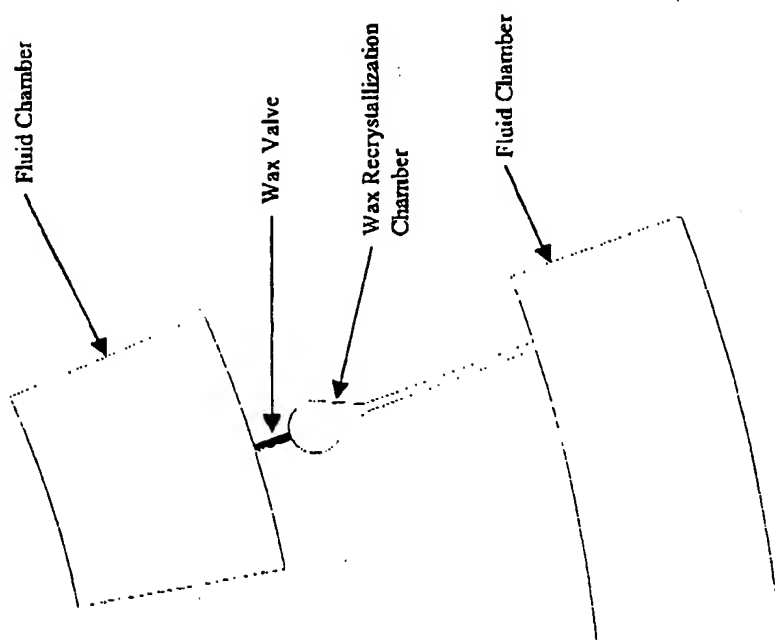 Fluid Chamber
Wax Valve
Wax Recrystallization
Chamber
Fluid Chamber